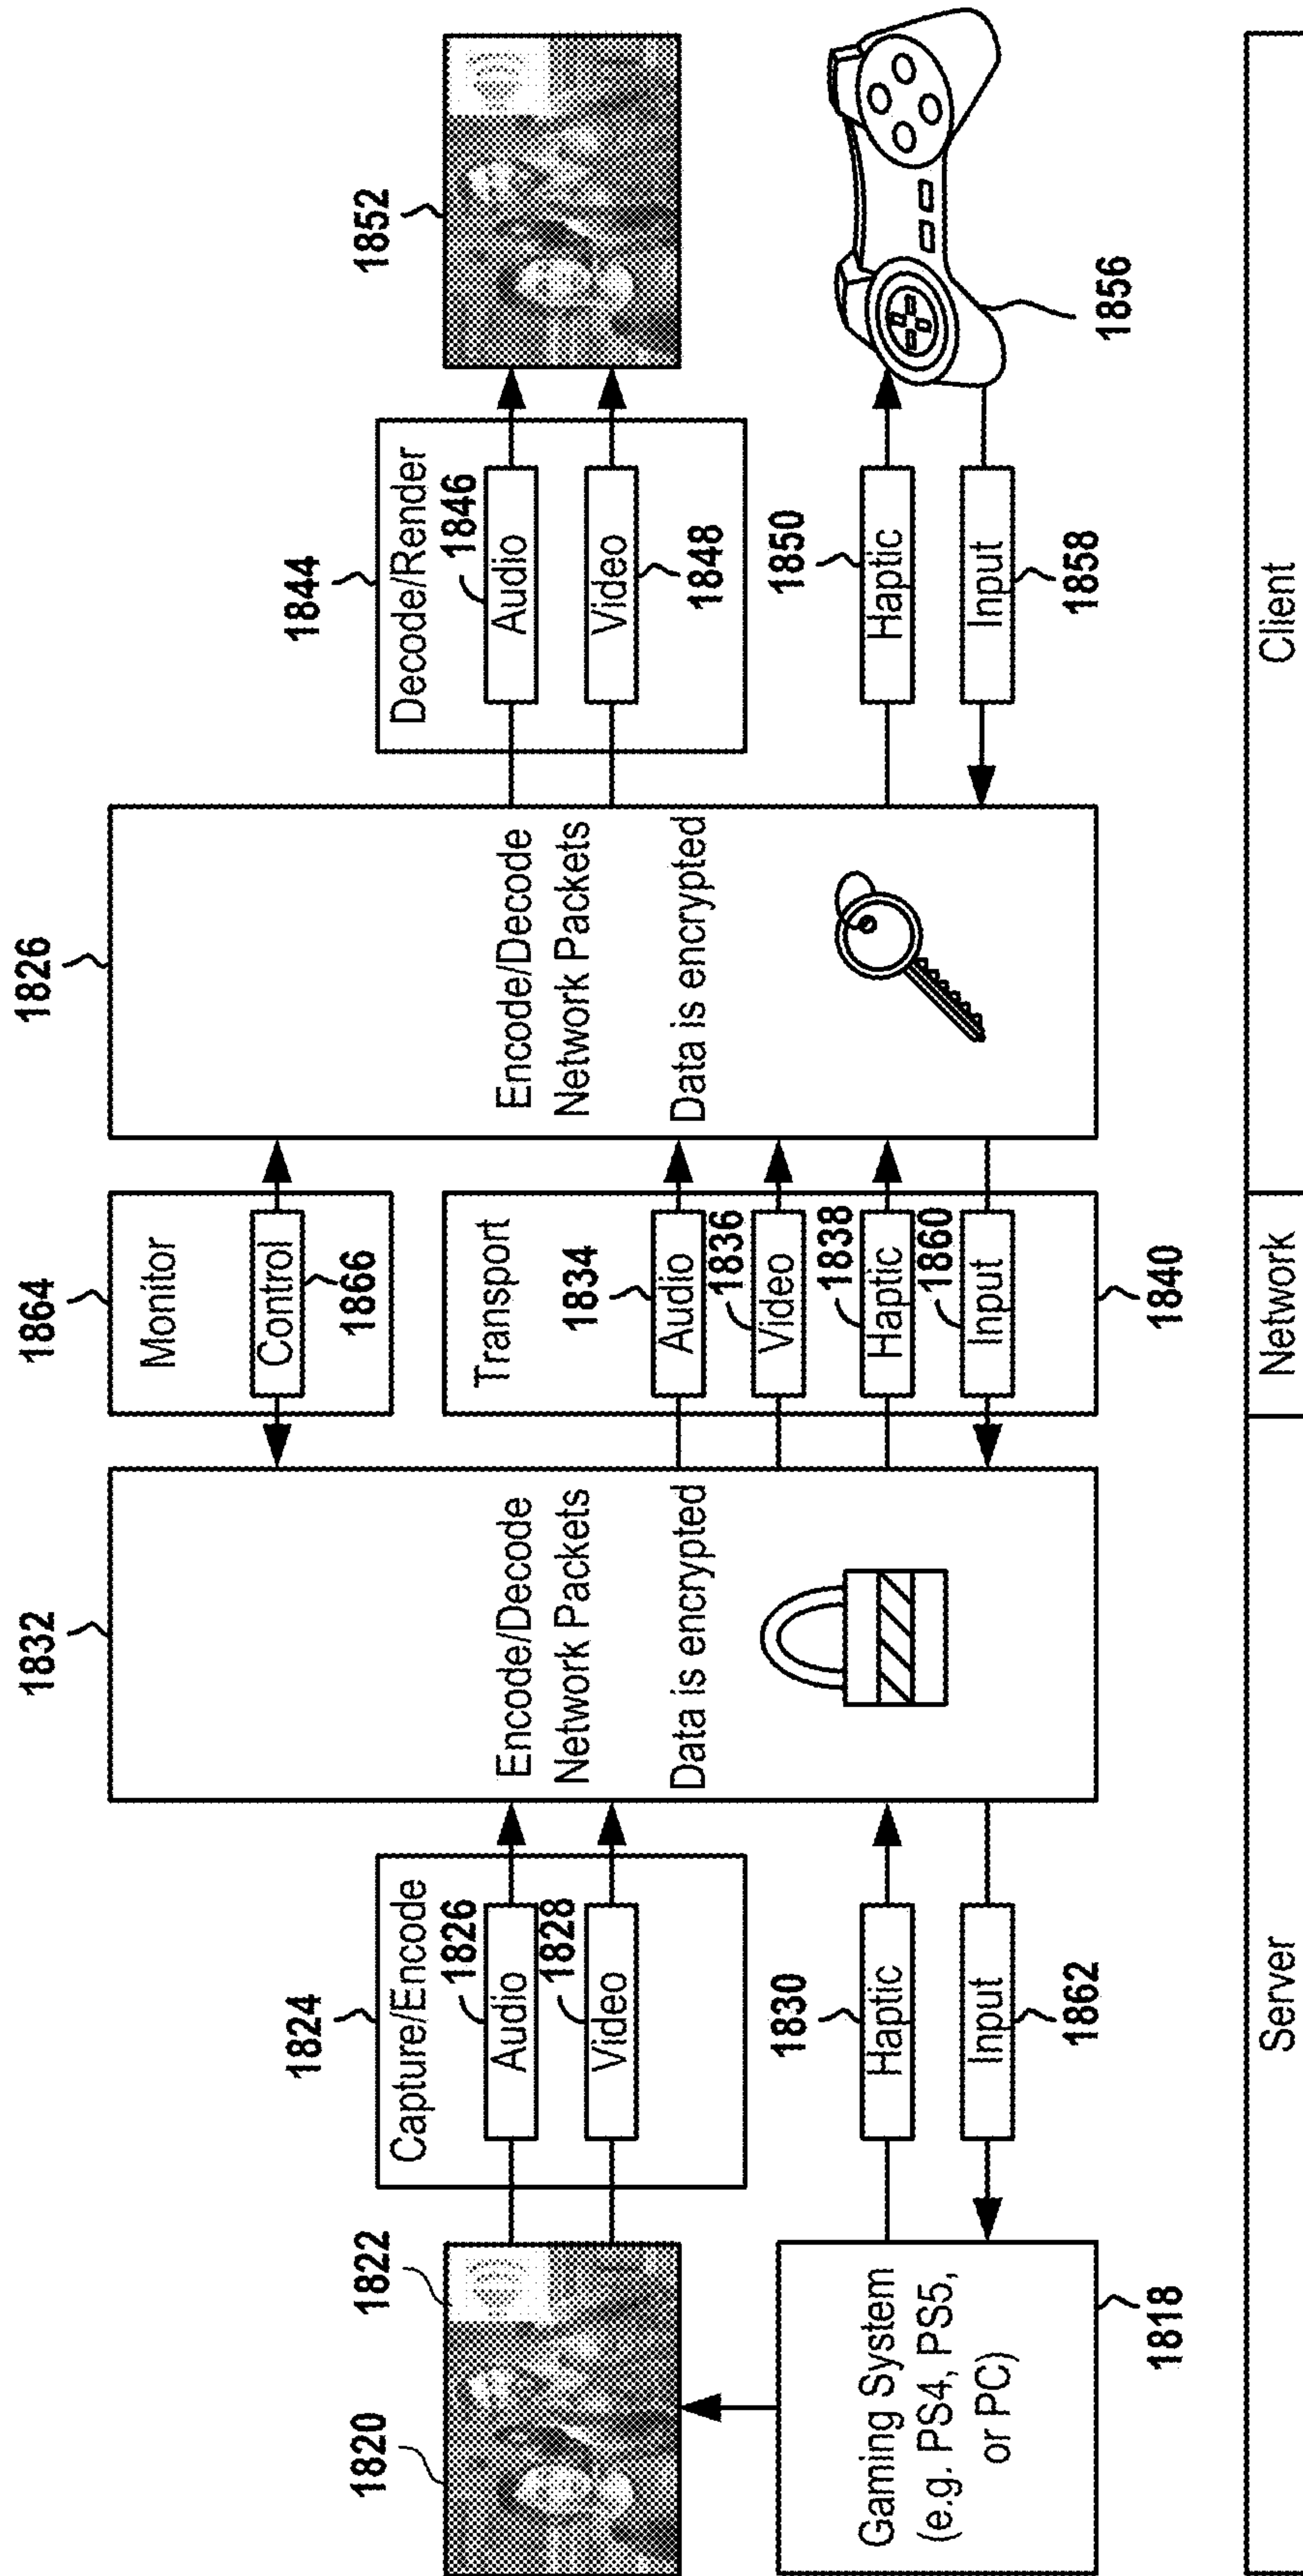 1820
1822
Gaming System
(e.g. PS4, PS5,
or PC)
1818
1824
Capture/Encode
1826
Audio
1828
Video
1830
Haptic
Input
1862
1832
Encode/Decode
Network Packets
Data is encrypted
1864
Monitor
Control
1866
Transport
1834
Audio
1836
Video
1838
Haptic
1860
Input
1840
1826
Encode/Decode
Network Packets
Data is encrypted
1844
Decode/Render
1846
Audio
Video
1848
1850
Haptic
Input
1858
1852
1856
Server
Network
Client